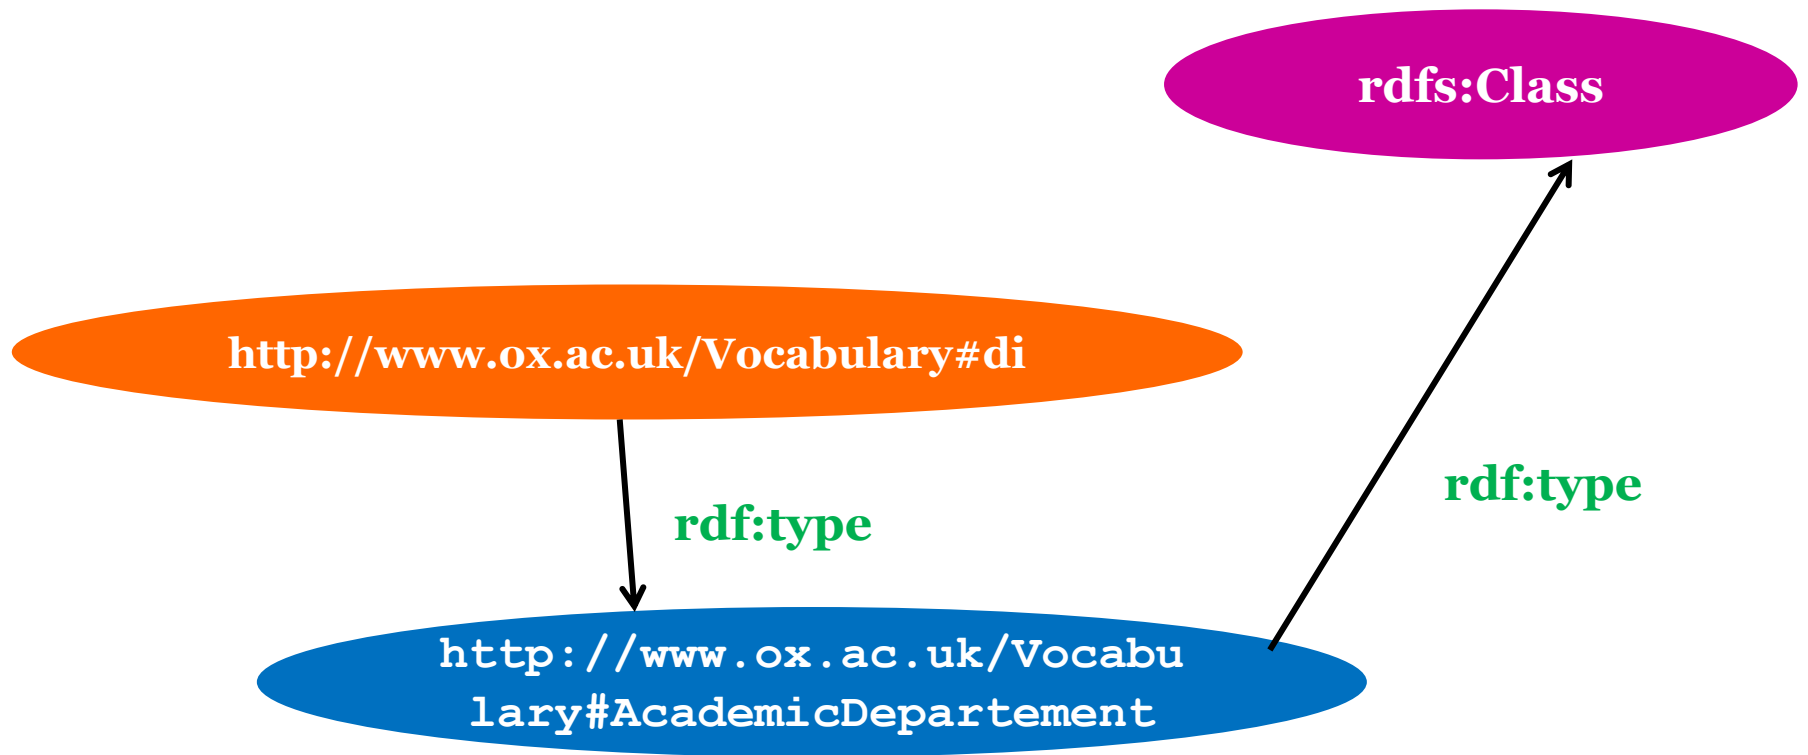 rdfs:Class
http://www.ox.ac.uk/Vocabulary#di
rdf:type
rdf:type
http://www.ox.ac.uk/Vocabu
lary#AcademicDepartement